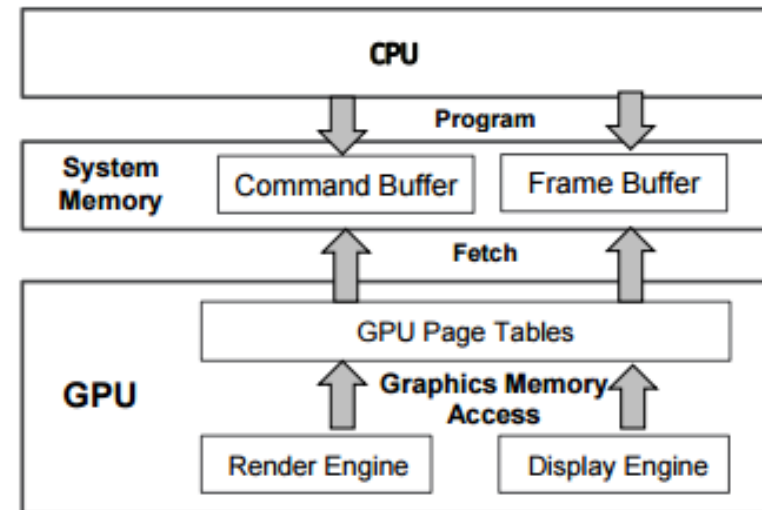 CPU
Program
System
Memory
Command Buffer
Frame Buffer
Fetch
GPU Page Tables
GPU
Graphics Memory
Access
Render Engine
Display Engine